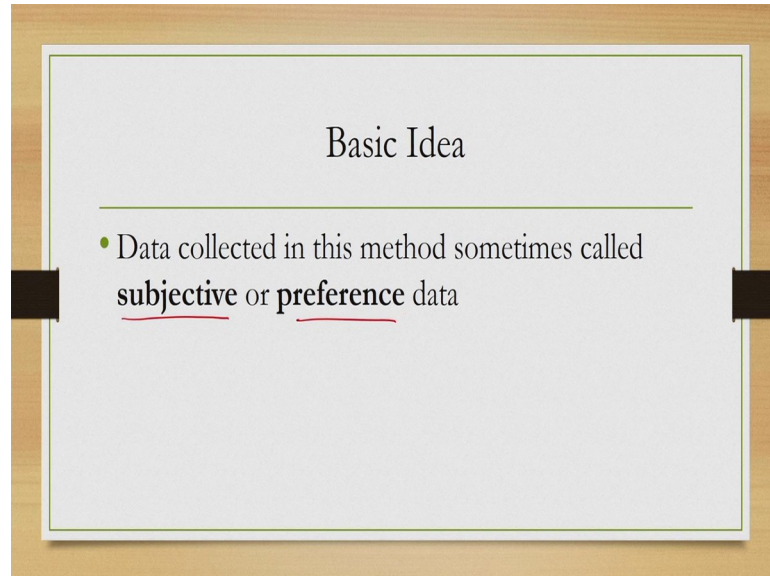 Basic Idea
• Data collected in this method sometimes called
subjective or preference data